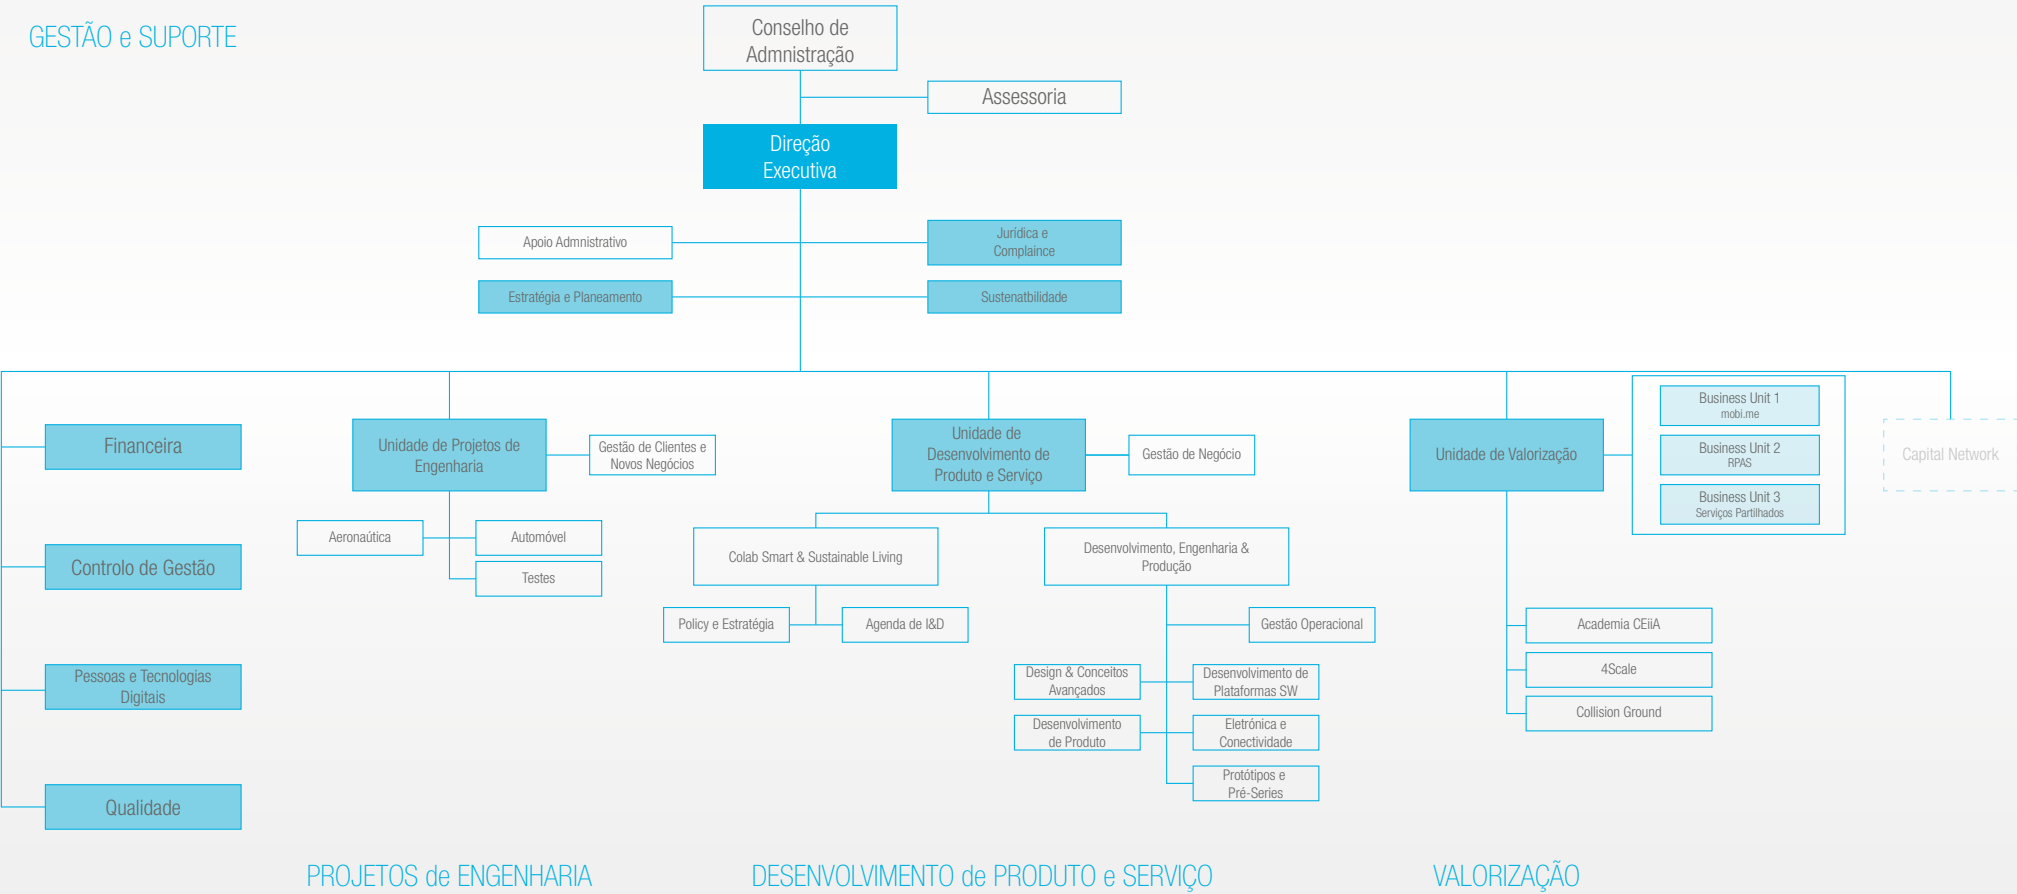 GESTÃO e SUPORTE
Conselho de
Admnistração
Assessoria
Direção
Executiva
Apoio Admnistrativo
Jurídica e
Complaince
Estratégia e Planeamento
Sustenatbilidade
Financeira
Controlo de Gestão
Pessoas e Tecnologias
Digitais
Qualidade
Unidade de Projetos de
Engenharia
Gestão de Clientes e
Novos Negócios
Aeronaútica
Automóvel
Testes
Unidade de
Desenvolvimento de
Produto e Serviço
Gestão de Negócio
Colab Smart & Sustainable Living
Policy e Estratégia
Agenda de I&D
Desenvolvimento, Engenharia &
Produção
Gestão Operacional
Design & Conceitos
Avançados
Desenvolvimento de
Plataformas SW
Desenvolvimento
de Produto
Eletrónica e
Conectividade
Protótipos e
Pré-Series
Unidade de Valorização
Business Unit 1
mobi.me
Business Unit 2
RPAS
Business Unit 3
Serviços Partilhados
Academia CEiiA
4Scale
Collision Ground
Capital Network
PROJETOS de ENGENHARIA
DESENVOLVIMENTO de PRODUTO e SERVIÇO
VALORIZAÇÃO